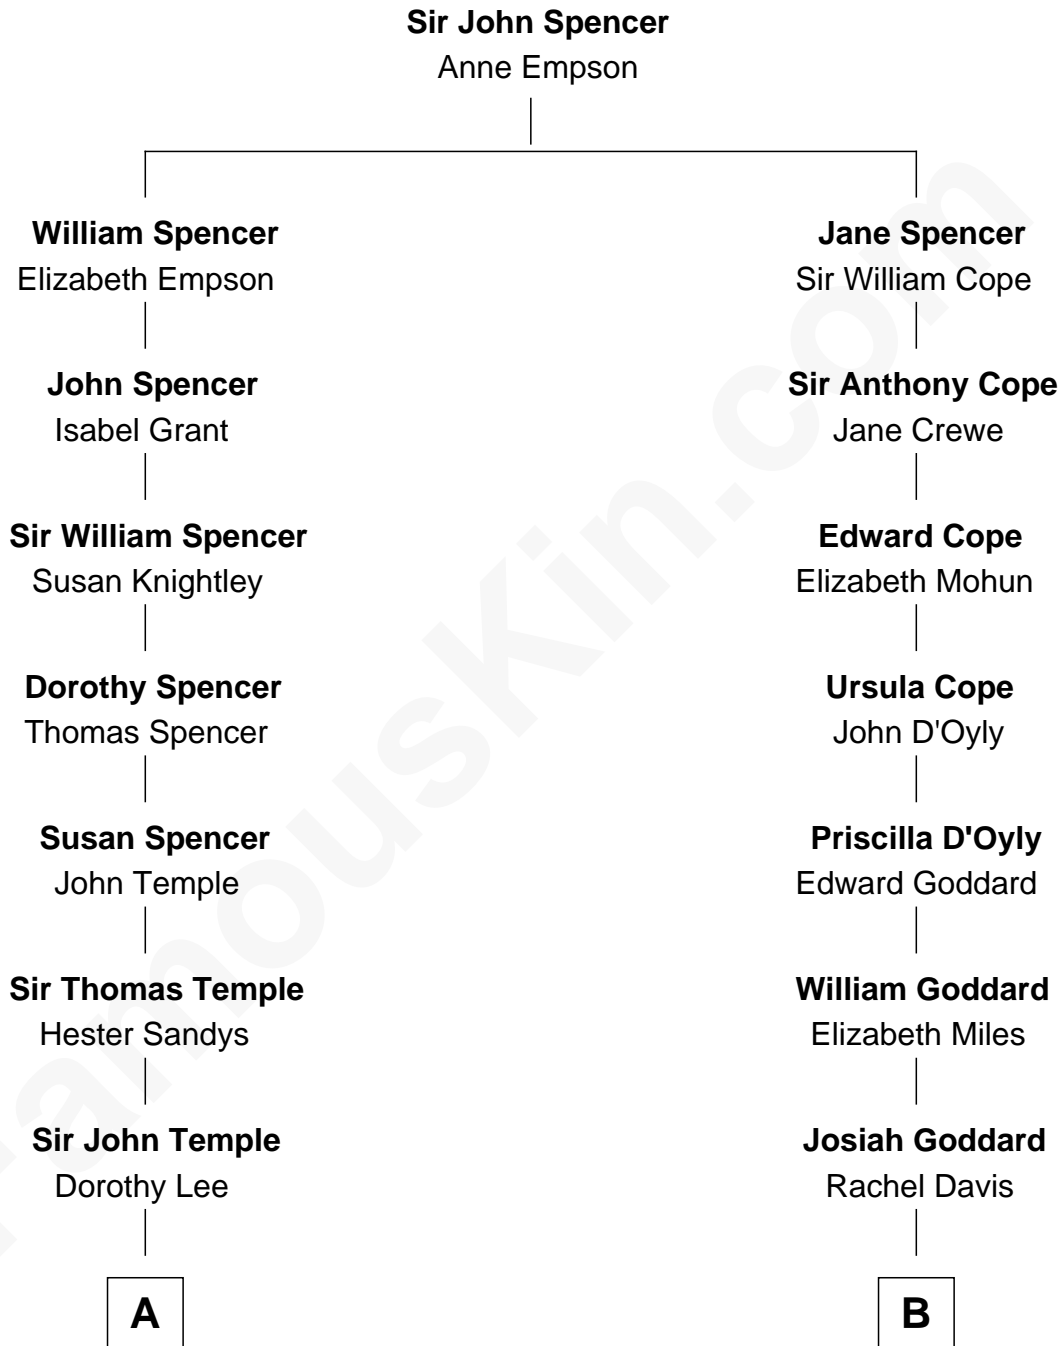 Sir John Spencer
Anne Empson
William Spencer
Elizabeth Empson
John Spencer
Isabel Grant
Sir William Spencer
Susan Knightley
Dorothy Spencer
Thomas Spencer
Susan Spencer
John Temple
Sir Thomas Temple
Hester Sandys
Sir John Temple
Dorothy Lee
A
Jane Spencer
Sir William Cope
Sir Anthony Cope
Jane Crewe
Edward Cope
Elizabeth Mohun
Ursula Cope
John D'Oyly
Priscilla D'Oyly
Edward Goddard
William Goddard
Elizabeth Miles
Josiah Goddard
Rachel Davis
B
FamousKin.com